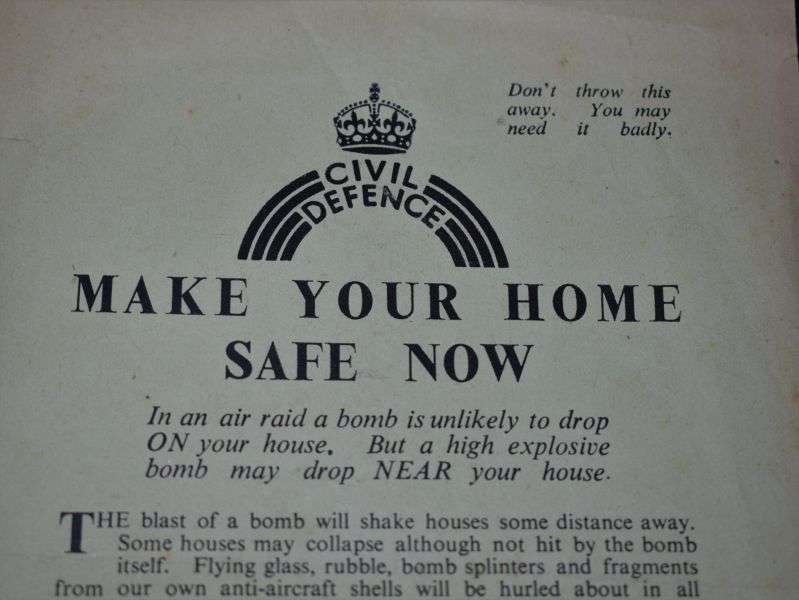 Don't throw this
away. You may
need it badly.
CIVIL
DEFENCE
MAKE YOUR HOME
SAFE NOW
In an air raid a bomb is unlikely to drop
ON your house. But a high explosive
bomb may drop NEAR your house.
THE blast of a bomb will shake houses some distance away.
Some houses may collapse although not hit by the bomb
itself. Flying glass, rubble, bomb splinters and fragments
from our own anti-aircraft shells will be hurled about in all